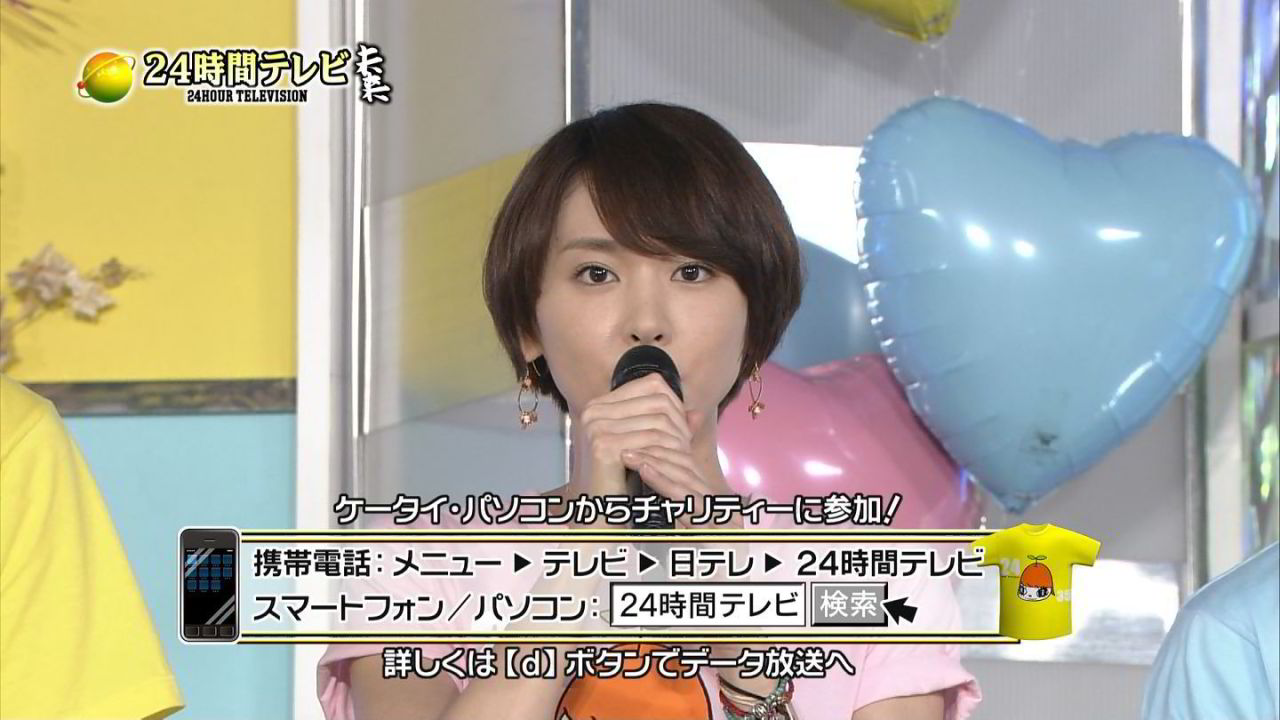 24時間テレビ 未来
24HOUR TELEVISION
ケータイ・パソコンからチャリティーに参加!
携帯電話:メニュー▶テレビ▶日テレ▶24時間テレビ
スマートフォン/パソコン:24時間テレビ 検索
24
35
詳しくは【d】ボタンでデータ放送へ